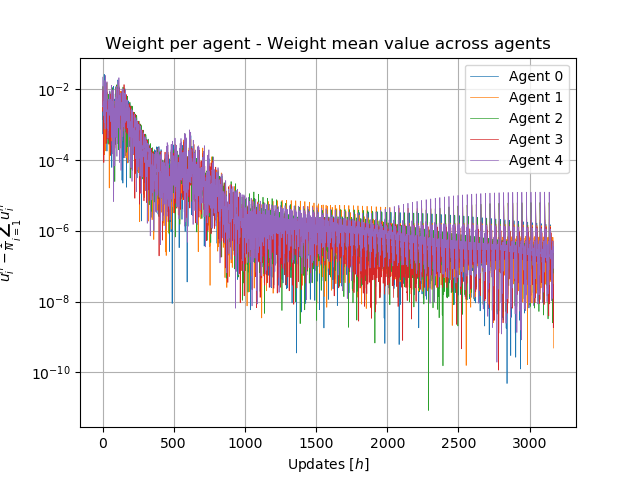 Weight per agent - Weight mean value across agents
Agent 0
Agent 1
Agent 2
Agent 3
Agent 4
10⁻²
10⁻⁴
10⁻⁶
10⁻⁸
10⁻¹⁰
0 500 1000 1500 2000 2500 3000
Updates [h]